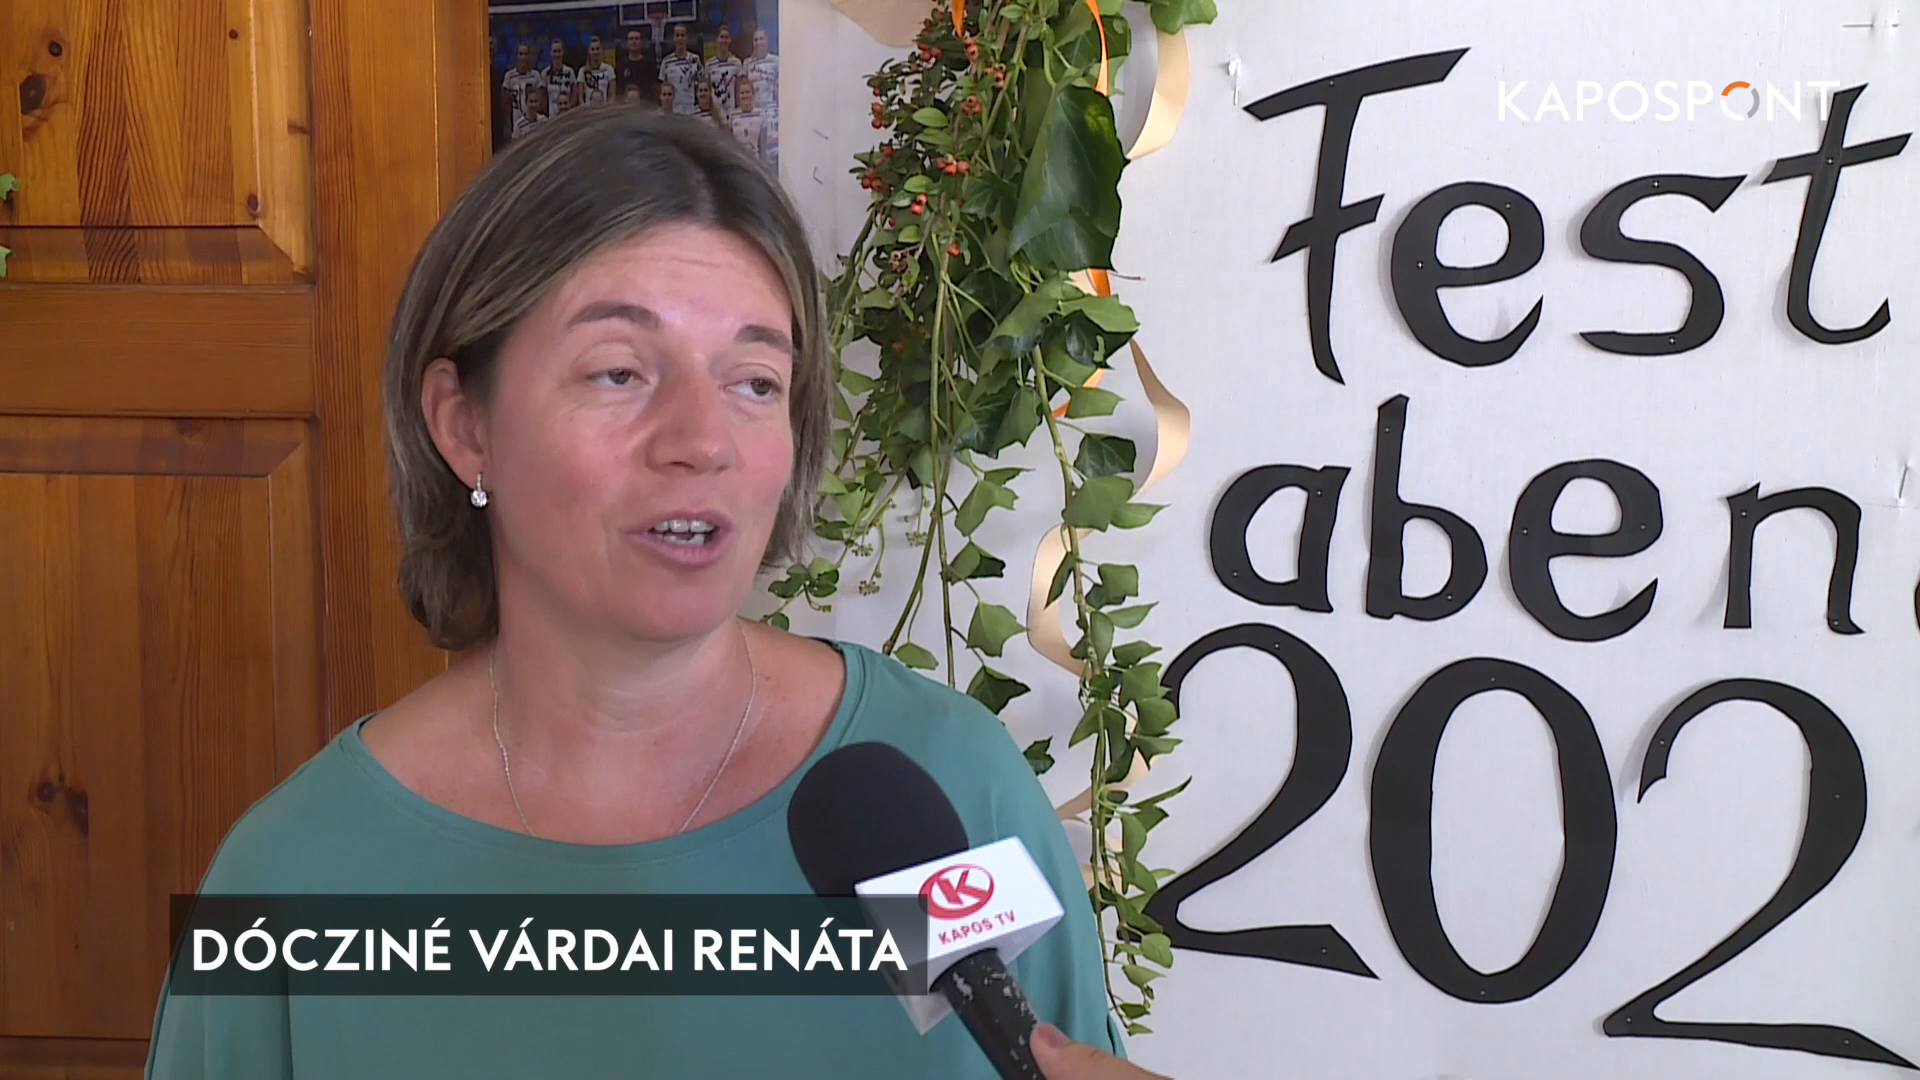 KAPOSPONT
Fest
aben
202
KAPOS TV
DÓCZINÉ VÁRDAI RENÁTA